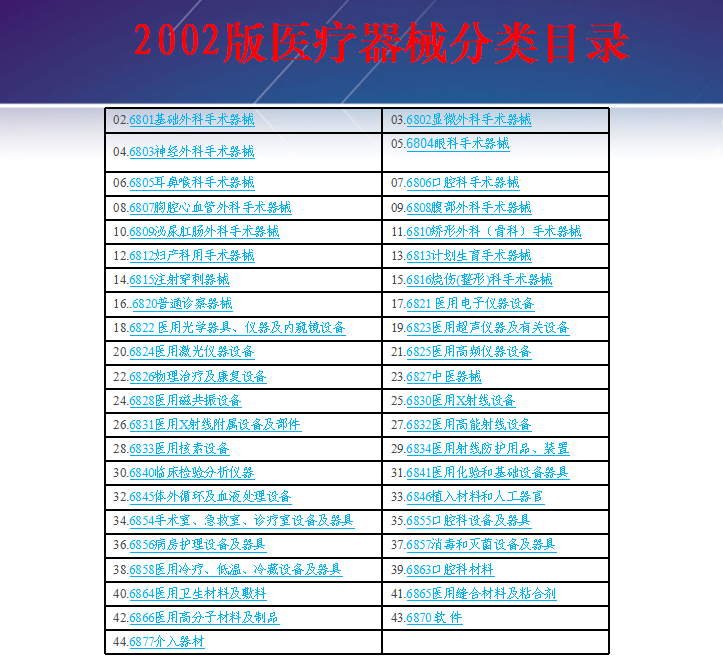 2002版医疗器械分类目录
02.6801基础外科手术器械
03.6802显微外科手术器械
04.6803神经外科手术器械
05.6804眼科手术器械
06.6805耳鼻喉科手术器械
07.6806口腔科手术器械
08.6807胸腔心血管外科手术器械
09.6808腹部外科手术器械
10.6809泌尿肛肠外科手术器械
11.6810矫形外科（骨科）手术器械
12.6812妇产科用手术器械
13.6813计划生育手术器械
14.6815注射穿刺器械
15.6816烧伤(整形)科手术器械
16..6820普通诊察器械
17.6821 医用电子仪器设备
18.6822 医用光学器具、仪器及内窥镜设备
19.6823医用超声仪器及有关设备
20.6824医用激光仪器设备
21.6825医用高频仪器设备
22.6826物理治疗及康复设备
23.6827中医器械
24.6828医用磁共振设备
25.6830医用X射线设备
26.6831医用X射线附属设备及部件
27.6832医用高能射线设备
28.6833医用核素设备
29.6834医用射线防护用品、装置
30.6840临床检验分析仪器
31.6841医用化验和基础设备器具
32.6845体外循环及血液处理设备
33.6846植入材料和人工器官
34.6854手术室、急救室、诊疗室设备及器具
35.6855口腔科设备及器具
36.6856病房护理设备及器具
37.6857消毒和灭菌设备及器具
38.6858医用冷疗、低温、冷藏设备及器具
39.6863口腔科材料
40.6864医用卫生材料及敷料
41.6865医用缝合材料及粘合剂
42.6866医用高分子材料及制品
43.6870 软 件
44.6877介入器材